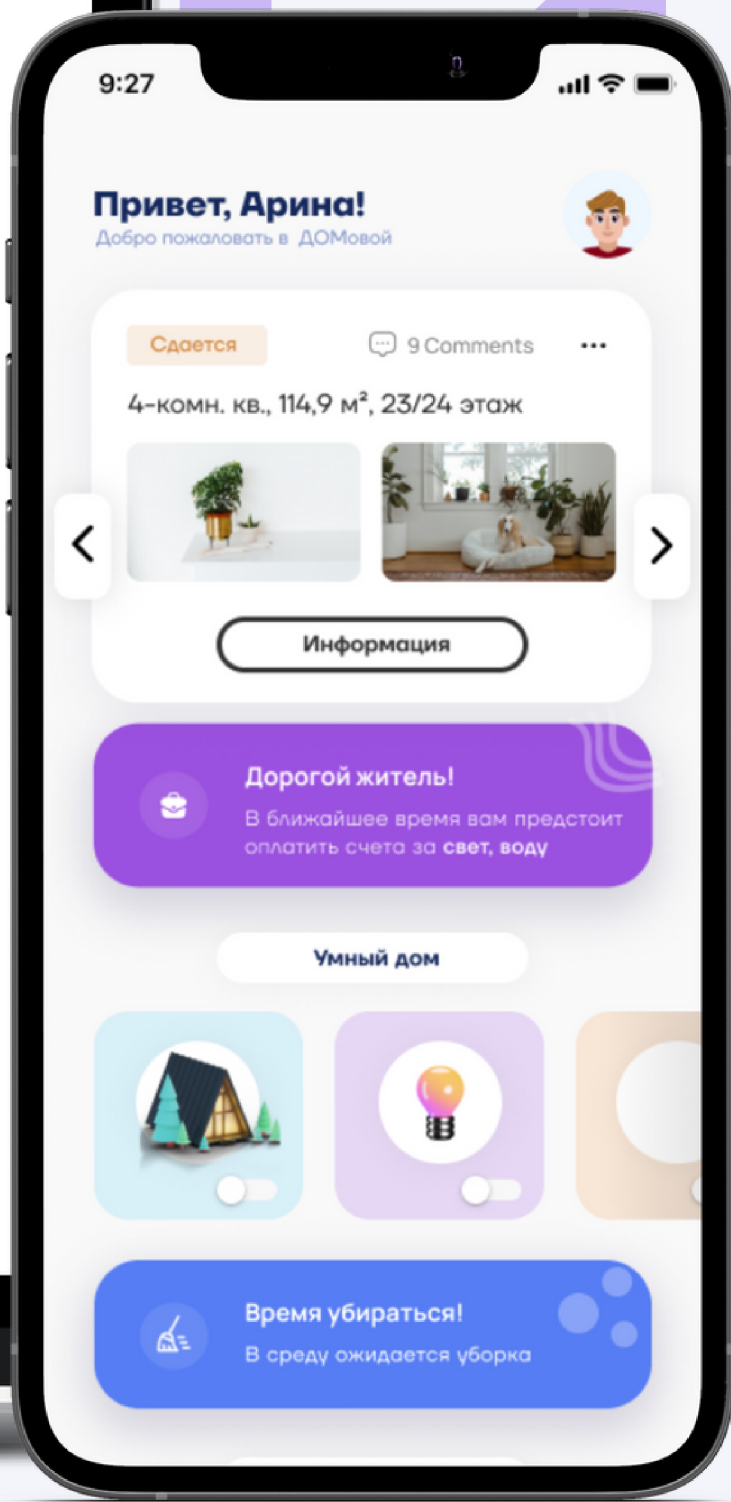 9:27
Привет, Арина!
Добро пожаловать в ДОМовой
Сдается
9 Comments
4-комн. кв., 114,9 м², 23/24 этаж
Информация
Дорогой житель!
В ближайшее время вам предстоит
оплатить счета за свет, воду
Умный дом
Время убираться!
В среду ожидается уборка